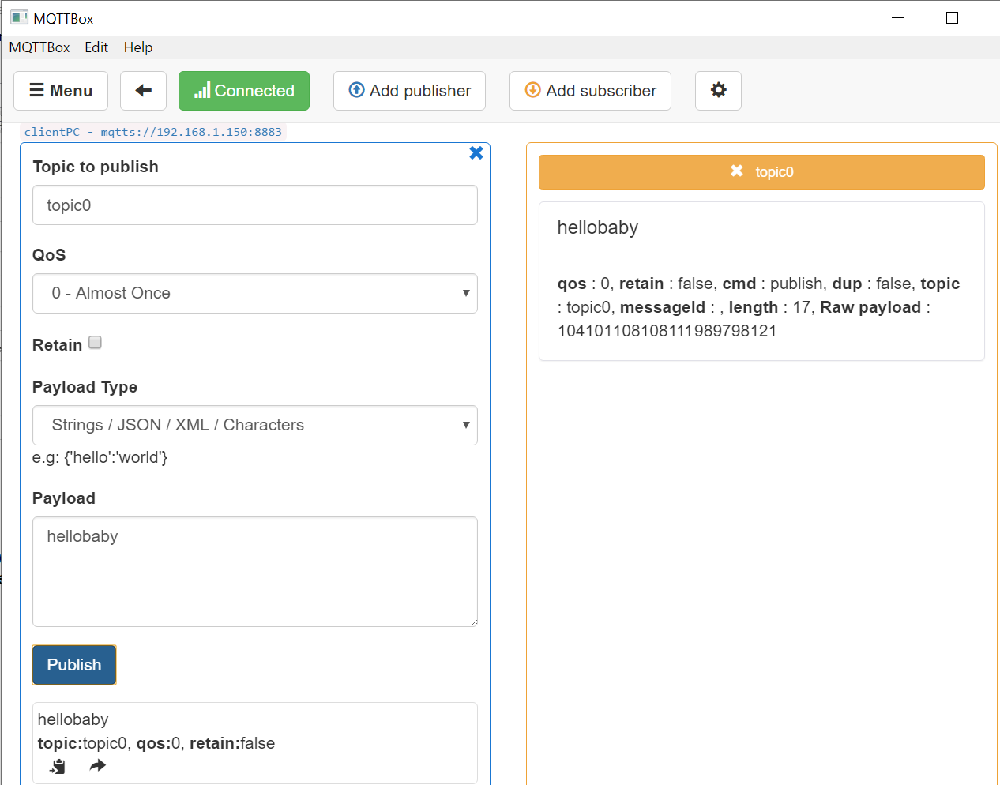 MQTTBox
MQTTBox Edit Help
Menu Connected Add publisher Add subscriber
clientPC - mqtts://192.168.1.150:8883
Topic to publish
topic0
QoS
0 - Almost Once
Retain
Payload Type
Strings / JSON / XML / Characters
e.g: {'hello':'world'}
Payload
hellobaby
Publish
hellobaby
topic:topic0, qos:0, retain:false
topic0
hellobaby
qos : 0, retain : false, cmd : publish, dup : false, topic
: topic0, messageId : , length : 17, Raw payload :
104101108108111989798121